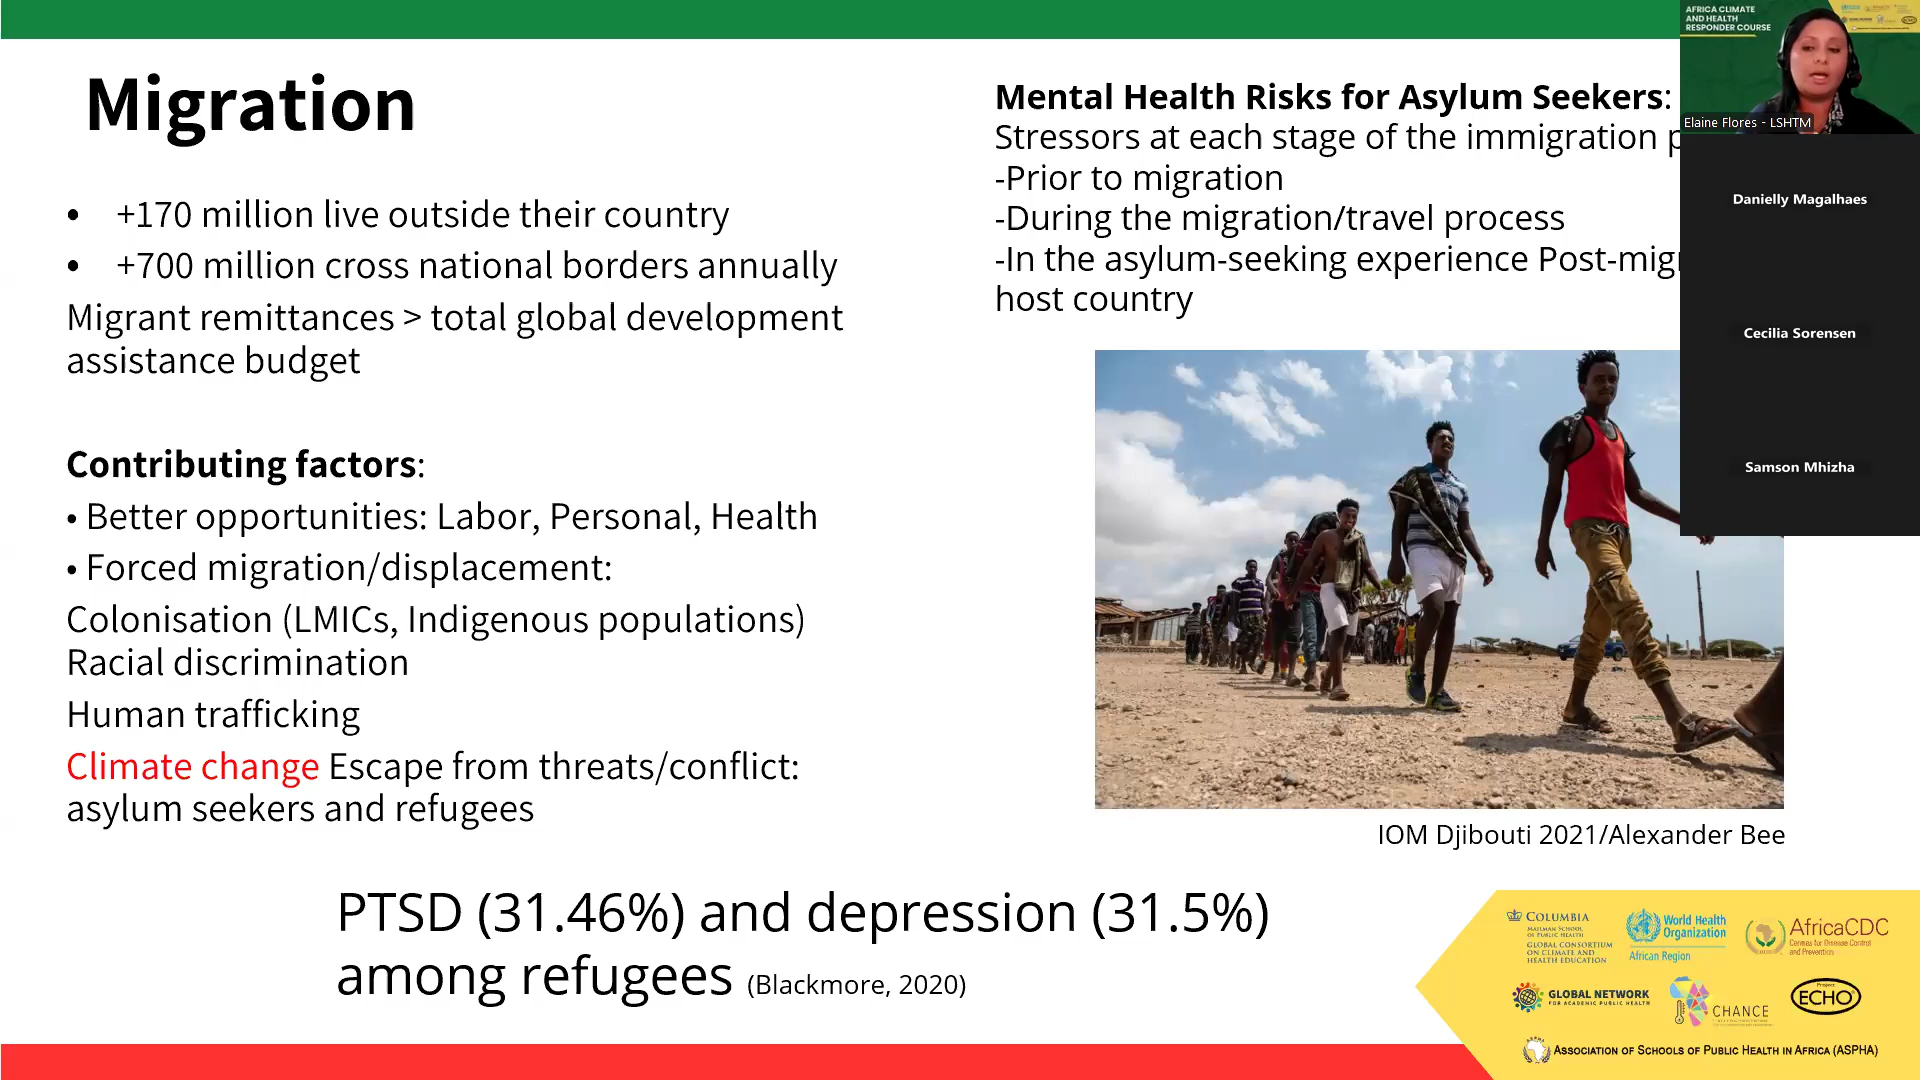 Migration
• +170 million live outside their country
• +700 million cross national borders annually
Migrant remittances > total global development
assistance budget
Contributing factors:
• Better opportunities: Labor, Personal, Health
• Forced migration/displacement:
Colonisation (LMICs, Indigenous populations)
Racial discrimination
Human trafficking
Climate change Escape from threats/conflict:
asylum seekers and refugees
Mental Health Risks for Asylum Seekers:
Stressors at each stage of the immigration
-Prior to migration
-During the migration/travel process
-In the asylum-seeking experience
host country
IOM Djibouti 2021/Alexander Bee
PTSD (31.46%) and depression (31.5%)
among refugees (Blackmore, 2020)
AFRICA CLIMATE
AND HEALTH
RESPONDER COURSE
Elaine Flores - LSHTM
Danielly Magalhaes
Cecilia Sorensen
Samson Mhizha
COLUMBIA
MAILMAN SCHOOL
OF PUBLIC HEALTH
GLOBAL CONSORTIUM
ON CLIMATE AND
HEALTH EDUCATION
World Health
Organization
African Region
AfricaCDC
Centres for Disease Control
and Prevention
GLOBAL NETWORK
FOR ACADEMIC PUBLIC HEALTH
CHANCE
Project
ECHO
ASPHA
ASSOCIATION OF SCHOOLS OF PUBLIC HEALTH IN AFRICA (ASPHA)